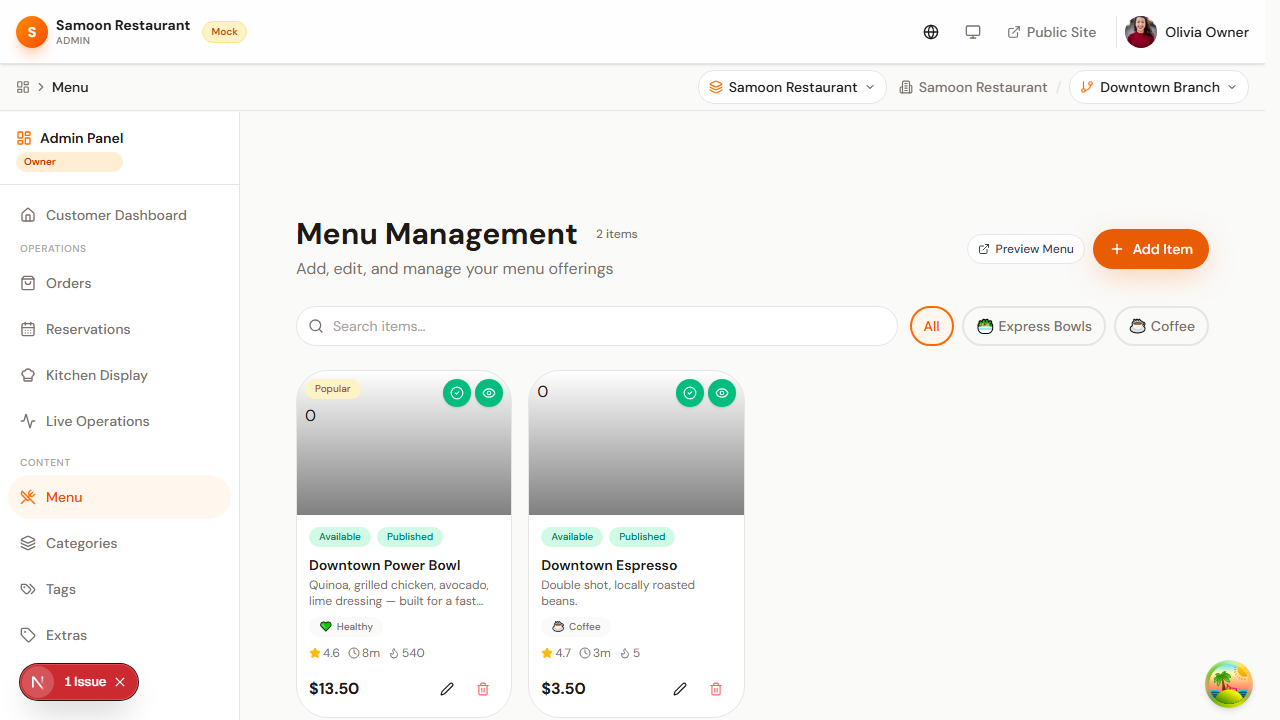 S
Samoon Restaurant
ADMIN
Mock
Public Site
Olivia Owner
Menu
Samoon Restaurant
Samoon Restaurant
/
Downtown Branch
Admin Panel
Owner
Customer Dashboard
OPERATIONS
Orders
Reservations
Kitchen Display
Live Operations
CONTENT
Menu
Categories
Tags
Extras
N
1 Issue
Menu Management
2 items
Add, edit, and manage your menu offerings
Preview Menu
Add Item
Search items...
All
Express Bowls
Coffee
Popular
0
Available
Published
Downtown Power Bowl
Quinoa, grilled chicken, avocado,
lime dressing — built for a fast...
Healthy
4.6
8m
540
$13.50
0
Available
Published
Downtown Espresso
Double shot, locally roasted
beans.
Coffee
4.7
3m
5
$3.50